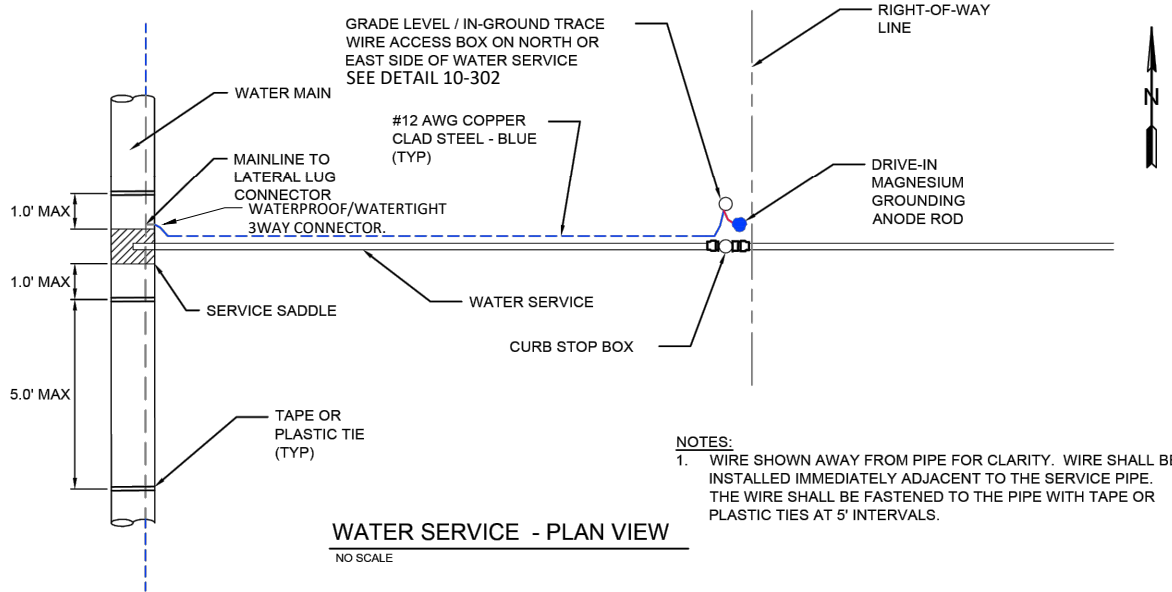 GRADE LEVEL / IN-GROUND TRACE
WIRE ACCESS BOX ON NORTH OR
EAST SIDE OF WATER SERVICE
SEE DETAIL 10-302
RIGHT-OF-WAY
LINE
N
WATER MAIN
#12 AWG COPPER
CLAD STEEL - BLUE
(TYP)
MAINLINE TO
LATERAL LUG
CONNECTOR
DRIVE-IN
MAGNESIUM
GROUNDING
ANODE ROD
1.0' MAX
WATERPROOF/WATERTIGHT
3WAY CONNECTOR.
1.0' MAX
SERVICE SADDLE
WATER SERVICE
CURB STOP BOX
5.0' MAX
TAPE OR
PLASTIC TIE
(TYP)
NOTES:
1. WIRE SHOWN AWAY FROM PIPE FOR CLARITY. WIRE SHALL BE
INSTALLED IMMEDIATELY ADJACENT TO THE SERVICE PIPE.
THE WIRE SHALL BE FASTENED TO THE PIPE WITH TAPE OR
PLASTIC TIES AT 5' INTERVALS.
WATER SERVICE - PLAN VIEW
NO SCALE